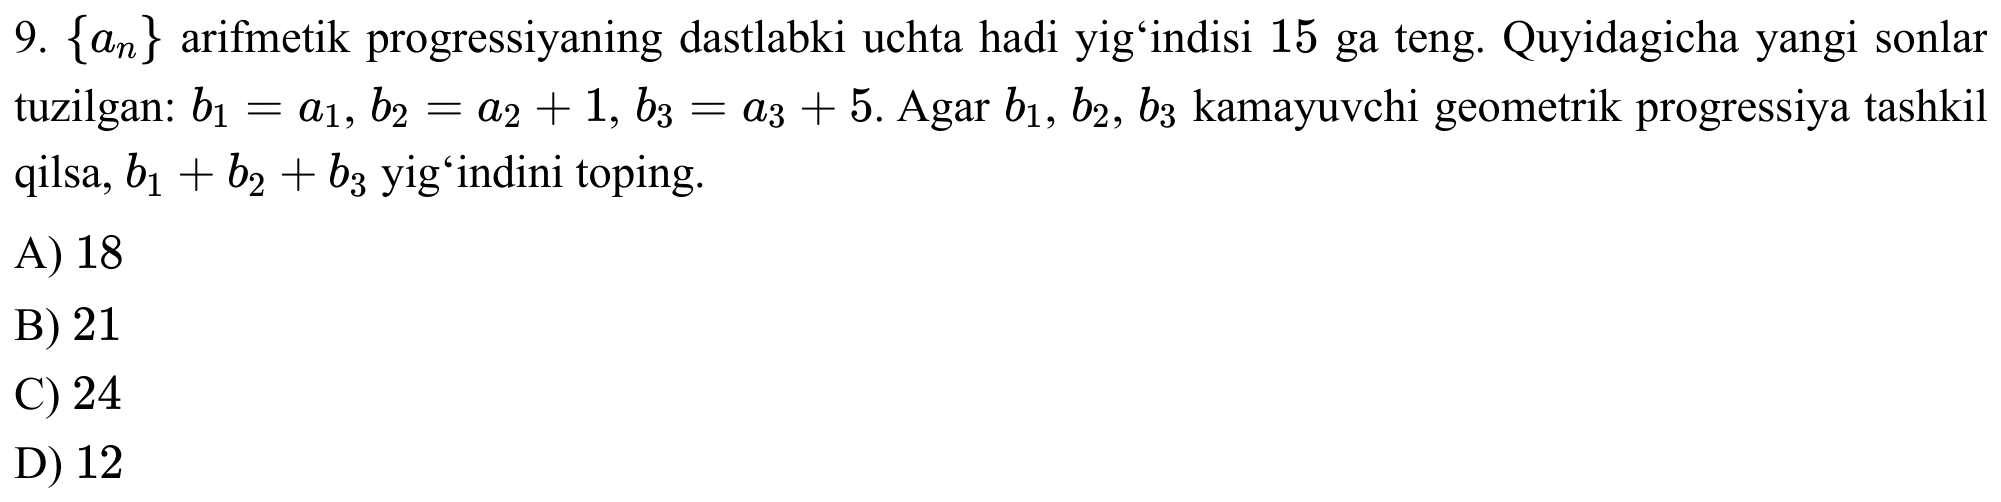 9. {aₙ} arifmetik progressiyaning dastlabki uchta hadi yig‘indisi 15 ga teng. Quyidagicha yangi sonlar
tuzilgan: b₁ = a₁, b₂ = a₂ + 1, b₃ = a₃ + 5. Agar b₁, b₂, b₃ kamayuvchi geometrik progressiya tashkil
qilsa, b₁ + b₂ + b₃ yig‘indini toping.
A) 18
B) 21
C) 24
D) 12